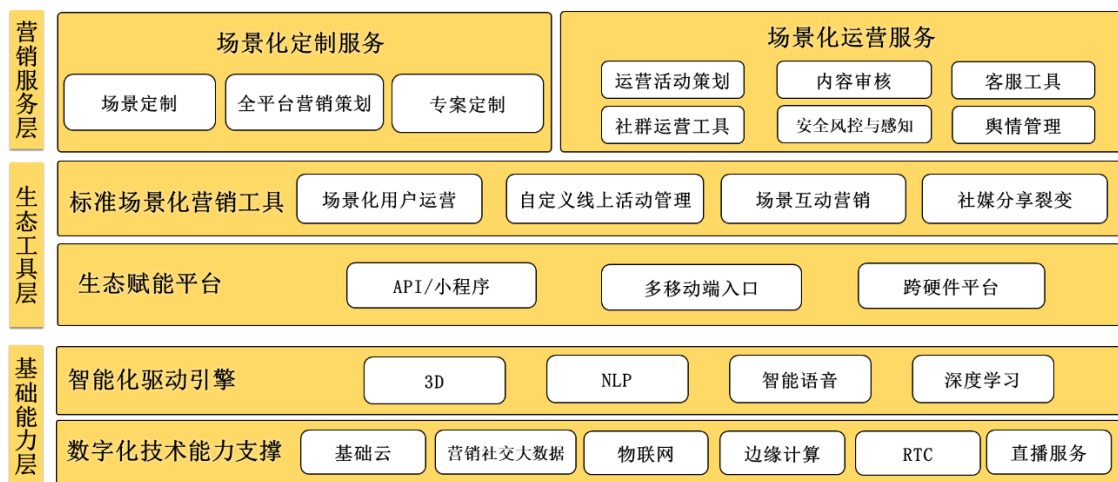 营销服务层
场景化定制服务
场景定制 全平台营销策划 专案定制
场景化运营服务
运营活动策划 内容审核 客服工具
社群运营工具 安全风控与感知 舆情管理
生态工具层
标准场景化营销工具 场景化用户运营 自定义线上活动管理 场景互动营销 社媒分享裂变
生态赋能平台 API/小程序 多移动端入口 跨硬件平台
基础能力层
智能化驱动引擎 3D NLP 智能语音 深度学习
数字化技术能力支撑 基础云 营销社交大数据 物联网 边缘计算 RTC 直播服务